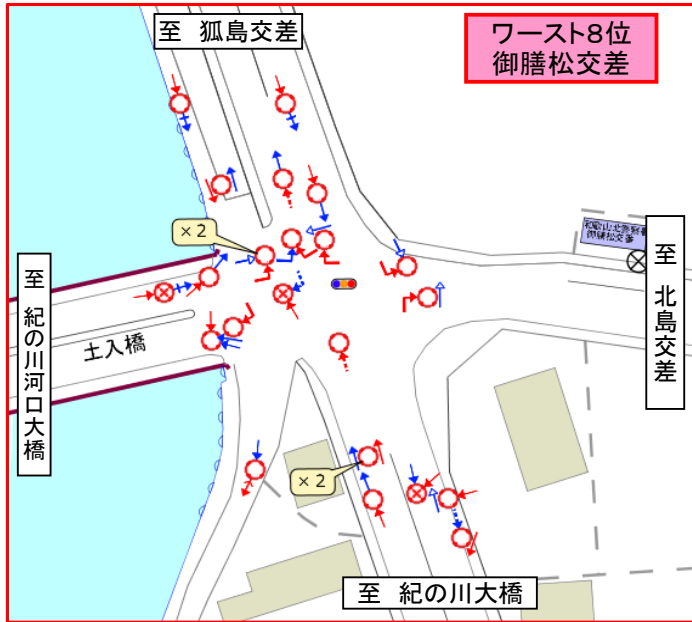 ワースト8位
御膳松交差
至 狐島交差
×2
至 北島交差
至 紀の川河口大橋
土入橋
×2
至 紀の川大橋